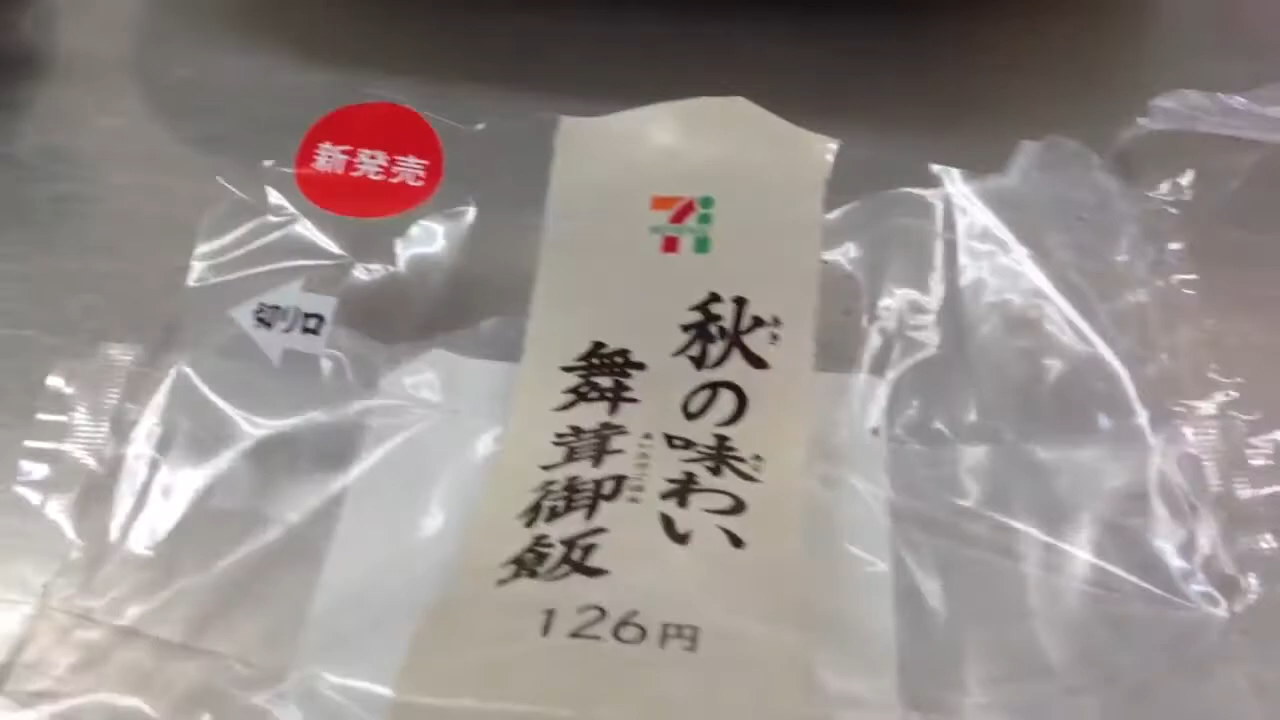 新発売
切り口
秋の味わい
舞茸御飯
126円